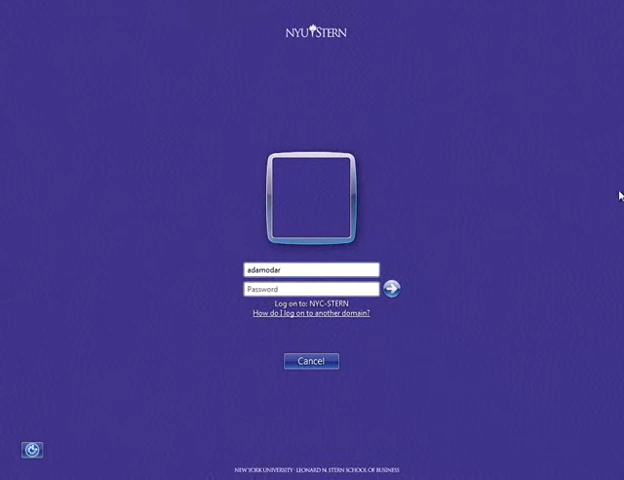 NYU STERN
adamodar
Password
Log on to: NYC-STERN
How do I log on to another domain?
Cancel
NEW YORK UNIVERSITY · LEONARD N. STERN SCHOOL OF BUSINESS